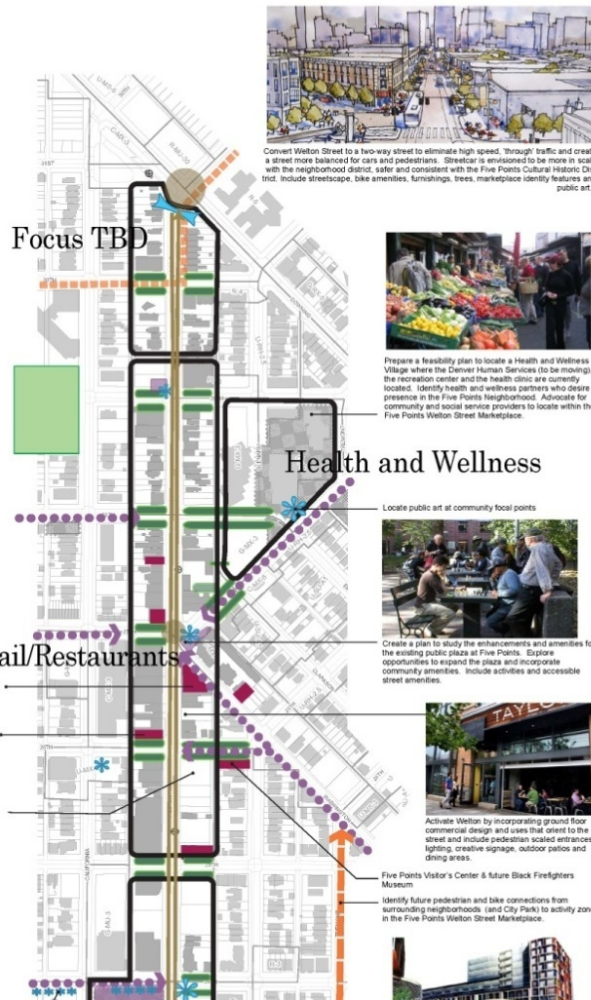 Convert Welton Street to a two-way street to eliminate high speed, 'through' traffic and creat
a street more balanced for cars and pedestrians. Streetcar is envisioned to be more in scal
with the neighborhood district, safer and consistent with the Five Points Cultural Historic Dis
trict. Include streetscape, bike amenities, furnishings, trees, marketplace identity features an
public art
Focus TBD
Prepare a feasibility plan to locate a Health and Wellness
Village where the Denver Human Services (to be moving),
the recreation center and the health clinic are currently
located. Identify health and wellness partners who desire
presence in the Five Points Neighborhood. Advocate for
community and social service providers to locate within the
Five Points Welton Street Marketplace.
Health and Wellness
Locate public art at community focal points
ail/Restaurants
Create a plan to study the enhancements and amenities fo
the existing public plaza at Five Points. Explore
opportunities to expand the plaza and incorporate
community amenities. Include activities and accessible
street amenities.
TAYLO
Activate Welton by incorporating ground floor
commercial design and uses that orient to the
street and include pedestrian scaled entrances
lighting, creative signage, outdoor patios and
dining areas.
Five Points Visitor's Center & future Black Firefighters
Museum
Identify future pedestrian and bike connections from
surrounding neighborhoods (and City Park) to activity zone
in the Five Points Welton Street Marketplace.